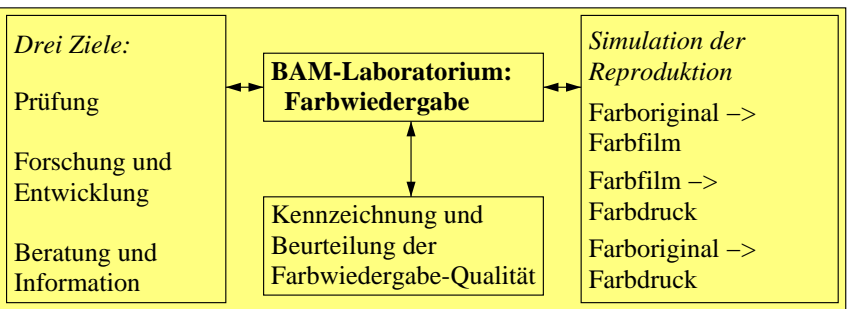 Drei Ziele:
Prüfung
Forschung und
Entwicklung
Beratung und
Information
BAM-Laboratorium:
Farbwiedergabe
Kennzeichnung und
Beurteilung der
Farbwiedergabe-Qualität
Simulation der
Reproduktion
Farboriginal −>
Farbfilm
Farbfilm −>
Farbdruck
Farboriginal −>
Farbdruck